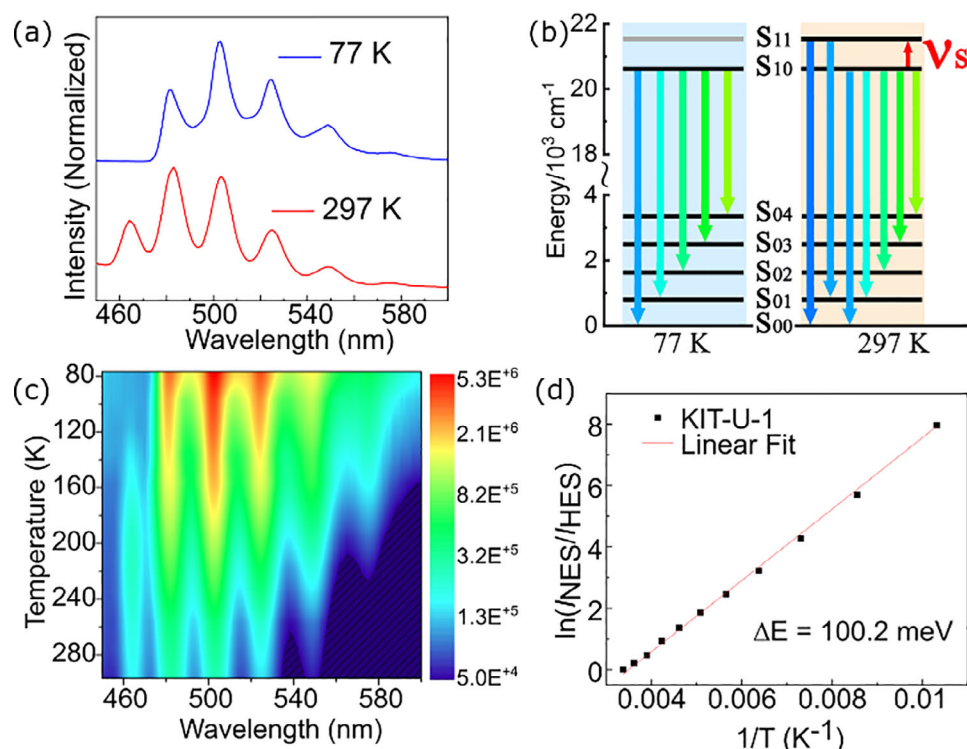 (a)
77 K
297 K
Intensity (Normalized)
460 500 540 580
Wavelength (nm)
(b)
S11
S10
νs
S04
S03
S02
S01
S00
22
20
18
4
2
0
Energy/10³ cm⁻¹
77 K
297 K
(c)
80
120
160
200
240
280
Temperature (K)
460 500 540 580
Wavelength (nm)
5.3E+6
2.1E+6
8.2E+5
3.2E+5
1.3E+5
5.0E+4
(d)
KIT-U-1
Linear Fit
ΔE = 100.2 meV
8
6
4
2
0
ln(INES/IHES)
0.004 0.006 0.008 0.01
1/T (K⁻¹)